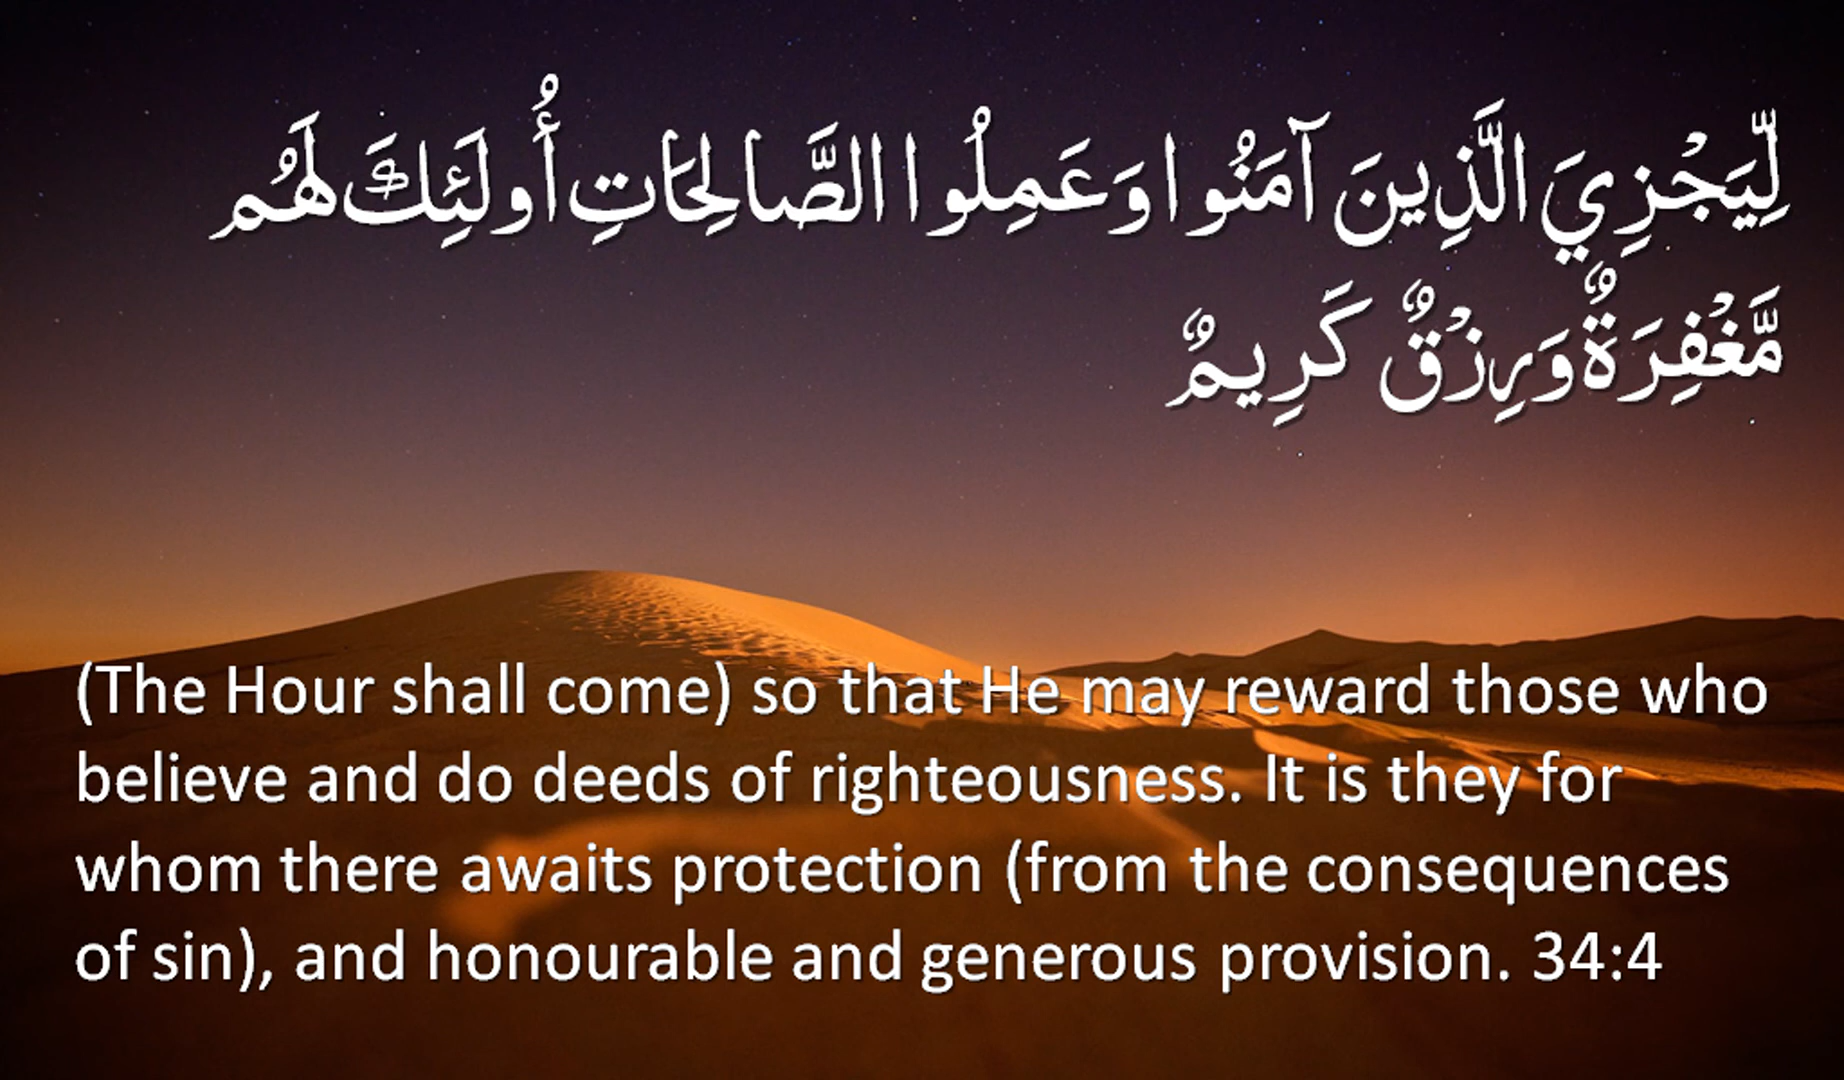 لِّيَجْزِيَ الَّذِينَ آمَنُوا وَعَمِلُوا الصَّالِحَاتِ أُولَئِكَ لَهُم
مَّغْفِرَةٌ وَرِزْقٌ كَرِيمٌ
(The Hour shall come) so that He may reward those who
believe and do deeds of righteousness. It is they for
whom there awaits protection (from the consequences
of sin), and honourable and generous provision. 34:4